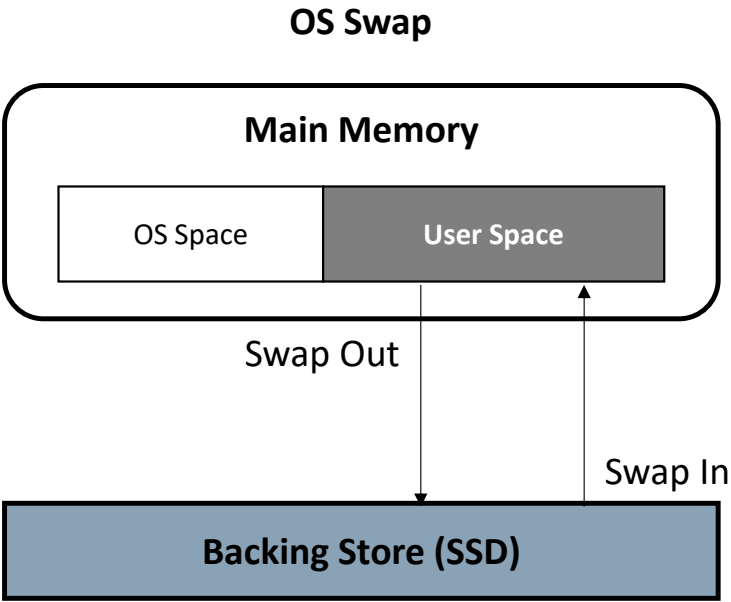 OS Swap
Main Memory
OS Space
User Space
Swap Out
Swap In
Backing Store (SSD)